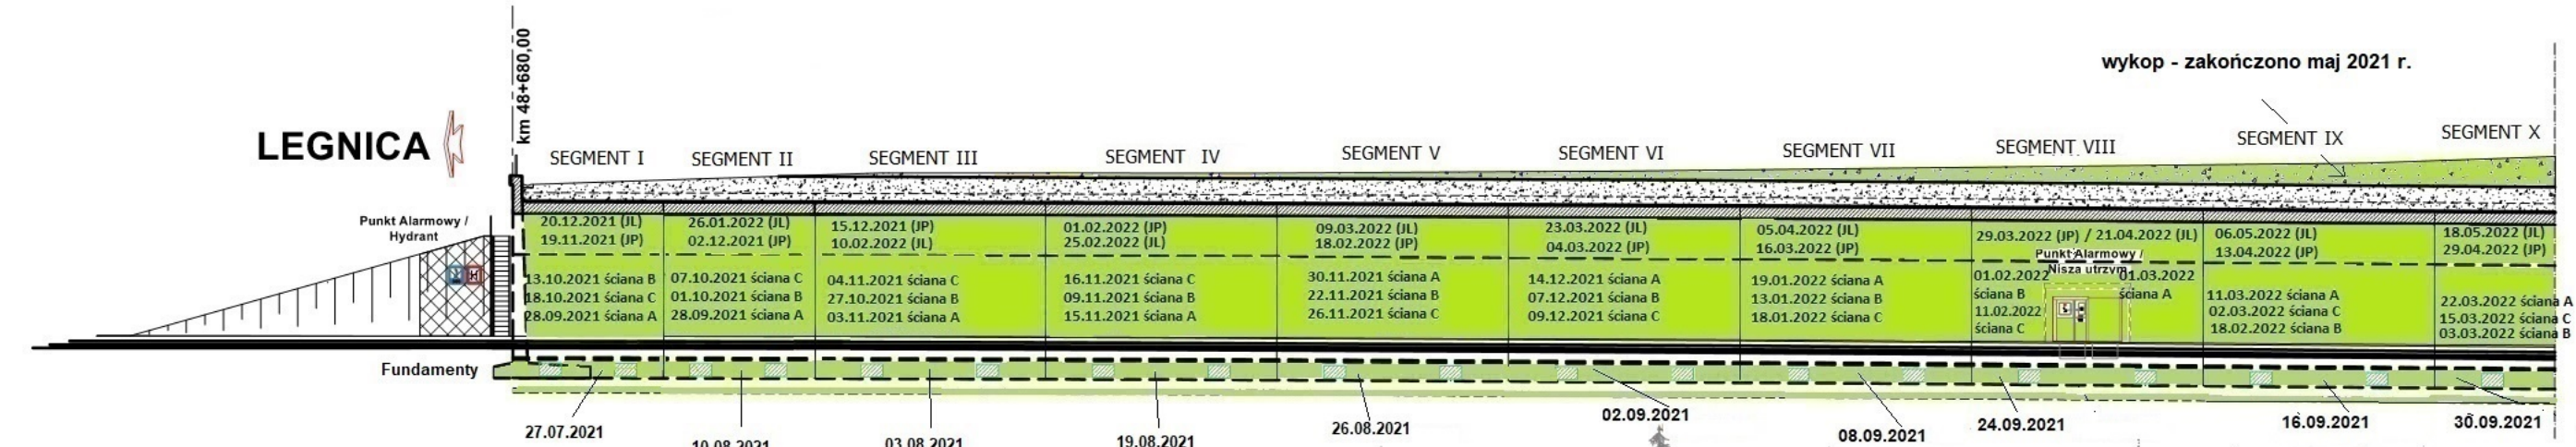 km 48+680,00
wykop - zakończono maj 2021 r.
LEGNICA
SEGMENT I
SEGMENT II
SEGMENT III
SEGMENT IV
SEGMENT V
SEGMENT VI
SEGMENT VII
SEGMENT VIII
SEGMENT IX
SEGMENT X
Punkt Alarmowy /
Hydrant
20.12.2021 (JL)
19.11.2021 (JP)
13.10.2021 ściana B
18.10.2021 ściana C
28.09.2021 ściana A
26.01.2022 (JL)
02.12.2021 (JP)
07.10.2021 ściana C
01.10.2021 ściana B
28.09.2021 ściana A
15.12.2021 (JP)
10.02.2022 (JL)
04.11.2021 ściana C
27.10.2021 ściana B
03.11.2021 ściana A
01.02.2022 (JP)
25.02.2022 (JL)
16.11.2021 ściana C
09.11.2021 ściana B
15.11.2021 ściana A
09.03.2022 (JL)
18.02.2022 (JP)
30.11.2021 ściana A
22.11.2021 ściana B
26.11.2021 ściana C
23.03.2022 (JL)
04.03.2022 (JP)
14.12.2021 ściana A
07.12.2021 ściana B
09.12.2021 ściana C
05.04.2022 (JL)
16.03.2022 (JP)
19.01.2022 ściana A
13.01.2022 ściana B
18.01.2022 ściana C
29.03.2022 (JP) / 21.04.2022 (JL)
Punkt Alarmowy /
Nisza utrzym.
01.02.2022
ściana B
11.02.2022
ściana C
01.03.2022
ściana A
06.05.2022 (JL)
13.04.2022 (JP)
11.03.2022 ściana A
02.03.2022 ściana C
18.02.2022 ściana B
18.05.2022 (JL)
29.04.2022 (JP)
22.03.2022 ściana A
15.03.2022 ściana C
03.03.2022 ściana B
Fundamenty
27.07.2021
10.08.2021
03.08.2021
19.08.2021
26.08.2021
02.09.2021
08.09.2021
24.09.2021
16.09.2021
30.09.2021